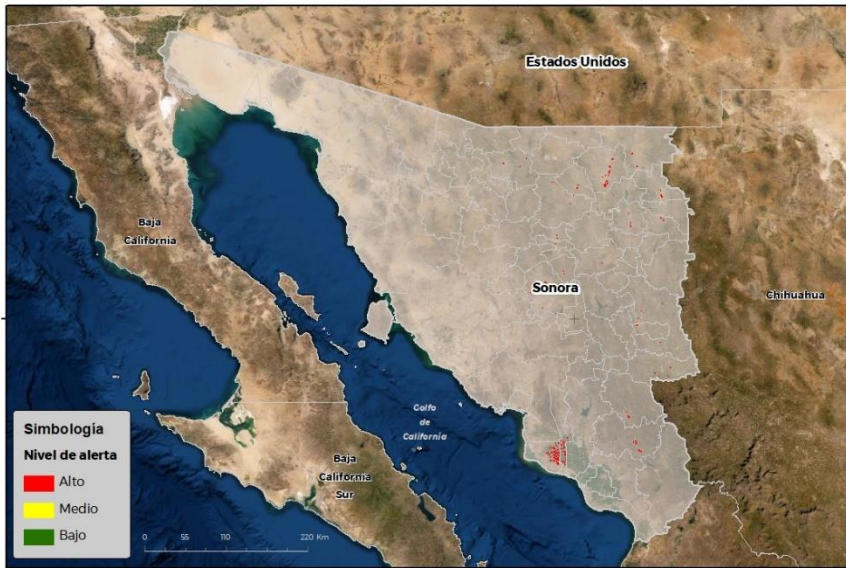 Estados Unidos
Baja
California
Sonora
Chihuahua
Golfo
de
California
Baja
California
Sur
Simbología
Nivel de alerta
Alto
Medio
Bajo
0 55 110 220 Km